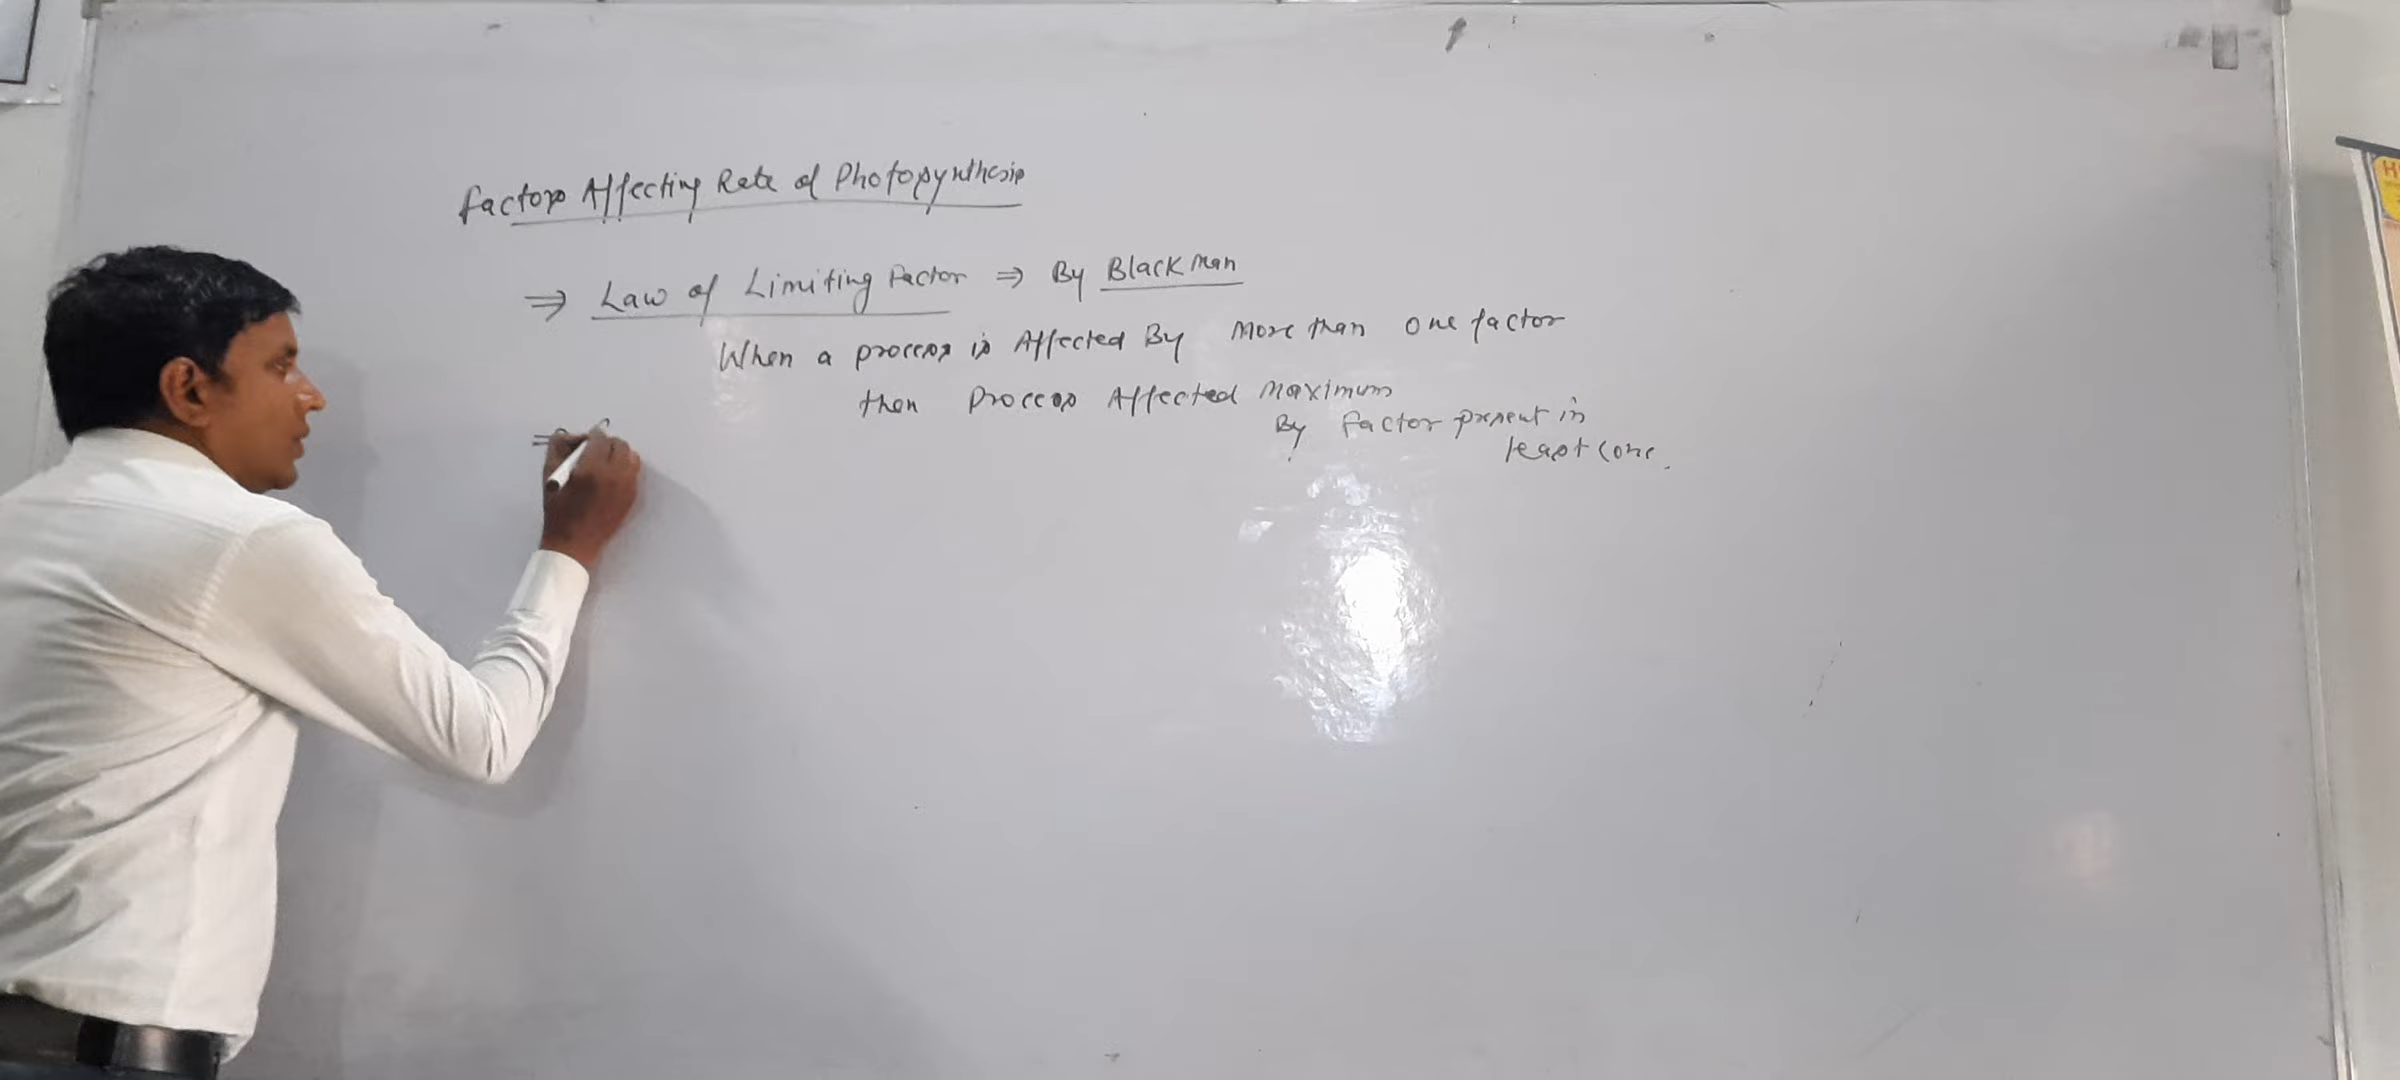 Factors Affecting Rate of Photosynthesis
⇒ Law of Limiting Factor ⇒ By Blackman
When a process is Affected By More than one factor
then Process Affected Maximum
By factor present in
least conc.
⇒
H